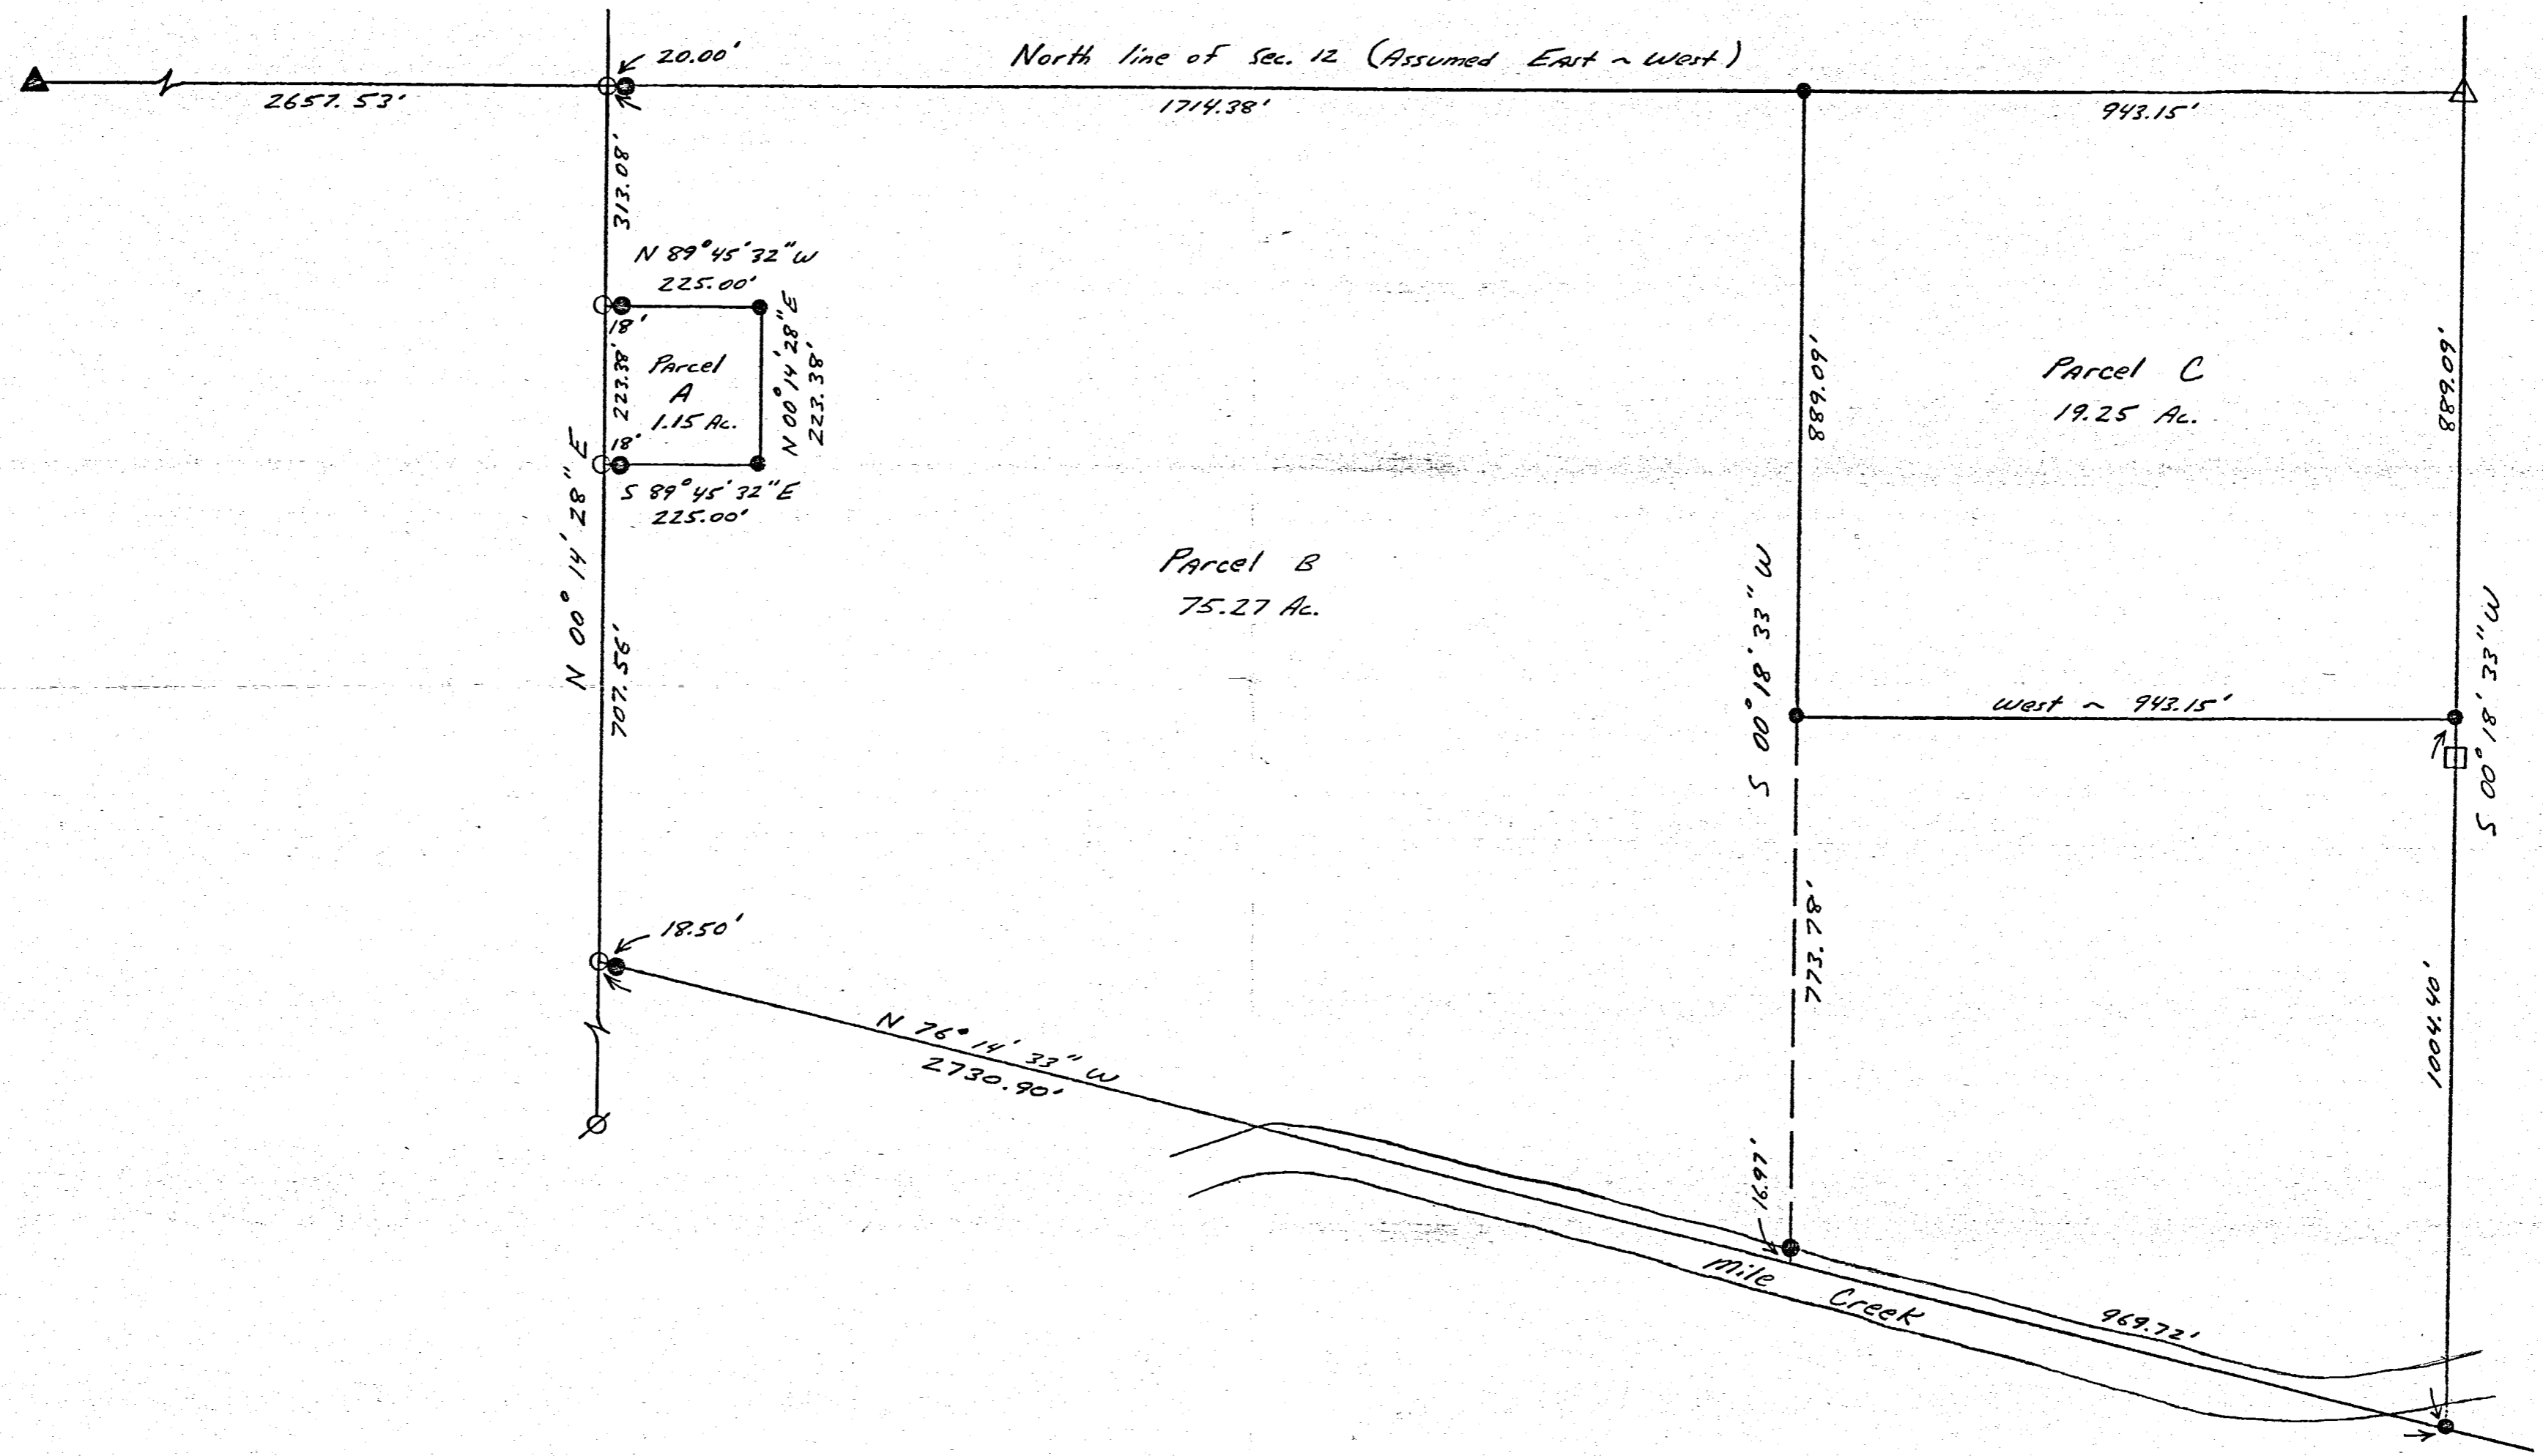 20.00'
North line of Sec. 12 (Assumed East ~ West)
2657.53'
1714.38'
943.15'
313.08'
N 89° 45' 32" W
225.00'
18'
223.38'
Parcel
A
1.15 Ac.
N 00° 14' 28" E
223.38'
18'
S 89° 45' 32" E
225.00'
N 00° 14' 28" E
707.56'
Parcel B
75.27 Ac.
889.09'
S 00° 18' 33" W
Parcel C
19.25 Ac.
889.09'
West ~ 943.15'
S 00° 18' 33" W
773.78'
1004.40'
18.50'
N 76° 14' 33" W
2730.90'
16.97'
Mile
Creek
969.72'